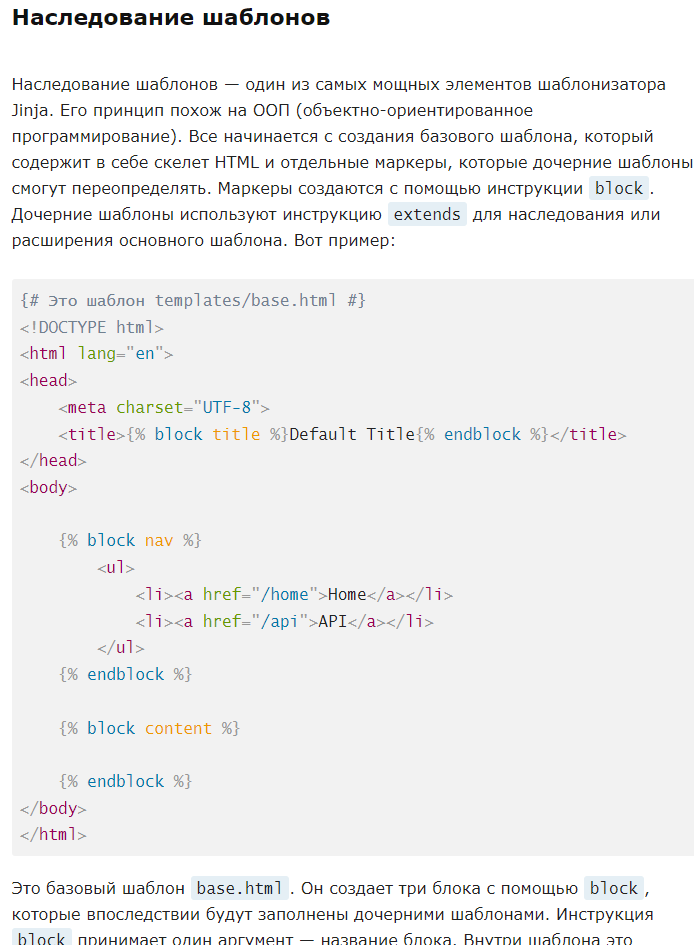 Наследование шаблонов
Наследование шаблонов — один из самых мощных элементов шаблонизатора
Jinja. Его принцип похож на ООП (объектно-ориентированное
программирование). Все начинается с создания базового шаблона, который
содержит в себе скелет HTML и отдельные маркеры, которые дочерние шаблоны
смогут переопределять. Маркеры создаются с помощью инструкции block.
Дочерние шаблоны используют инструкцию extends для наследования или
расширения основного шаблона. Вот пример:
{# Это шаблон templates/base.html #}
<!DOCTYPE html>
<html lang="en">
<head>
    <meta charset="UTF-8">
    <title>{% block title %}Default Title{% endblock %}</title>
</head>
<body>
    {% block nav %}
        <ul>
            <li><a href="/home">Home</a></li>
            <li><a href="/api">API</a></li>
        </ul>
    {% endblock %}
    {% block content %}
    {% endblock %}
</body>
</html>
Это базовый шаблон base.html. Он создает три блока с помощью block,
которые впоследствии будут заполнены дочерними шаблонами. Инструкция
block принимает один аргумент — название блока. Внутри шаблона это